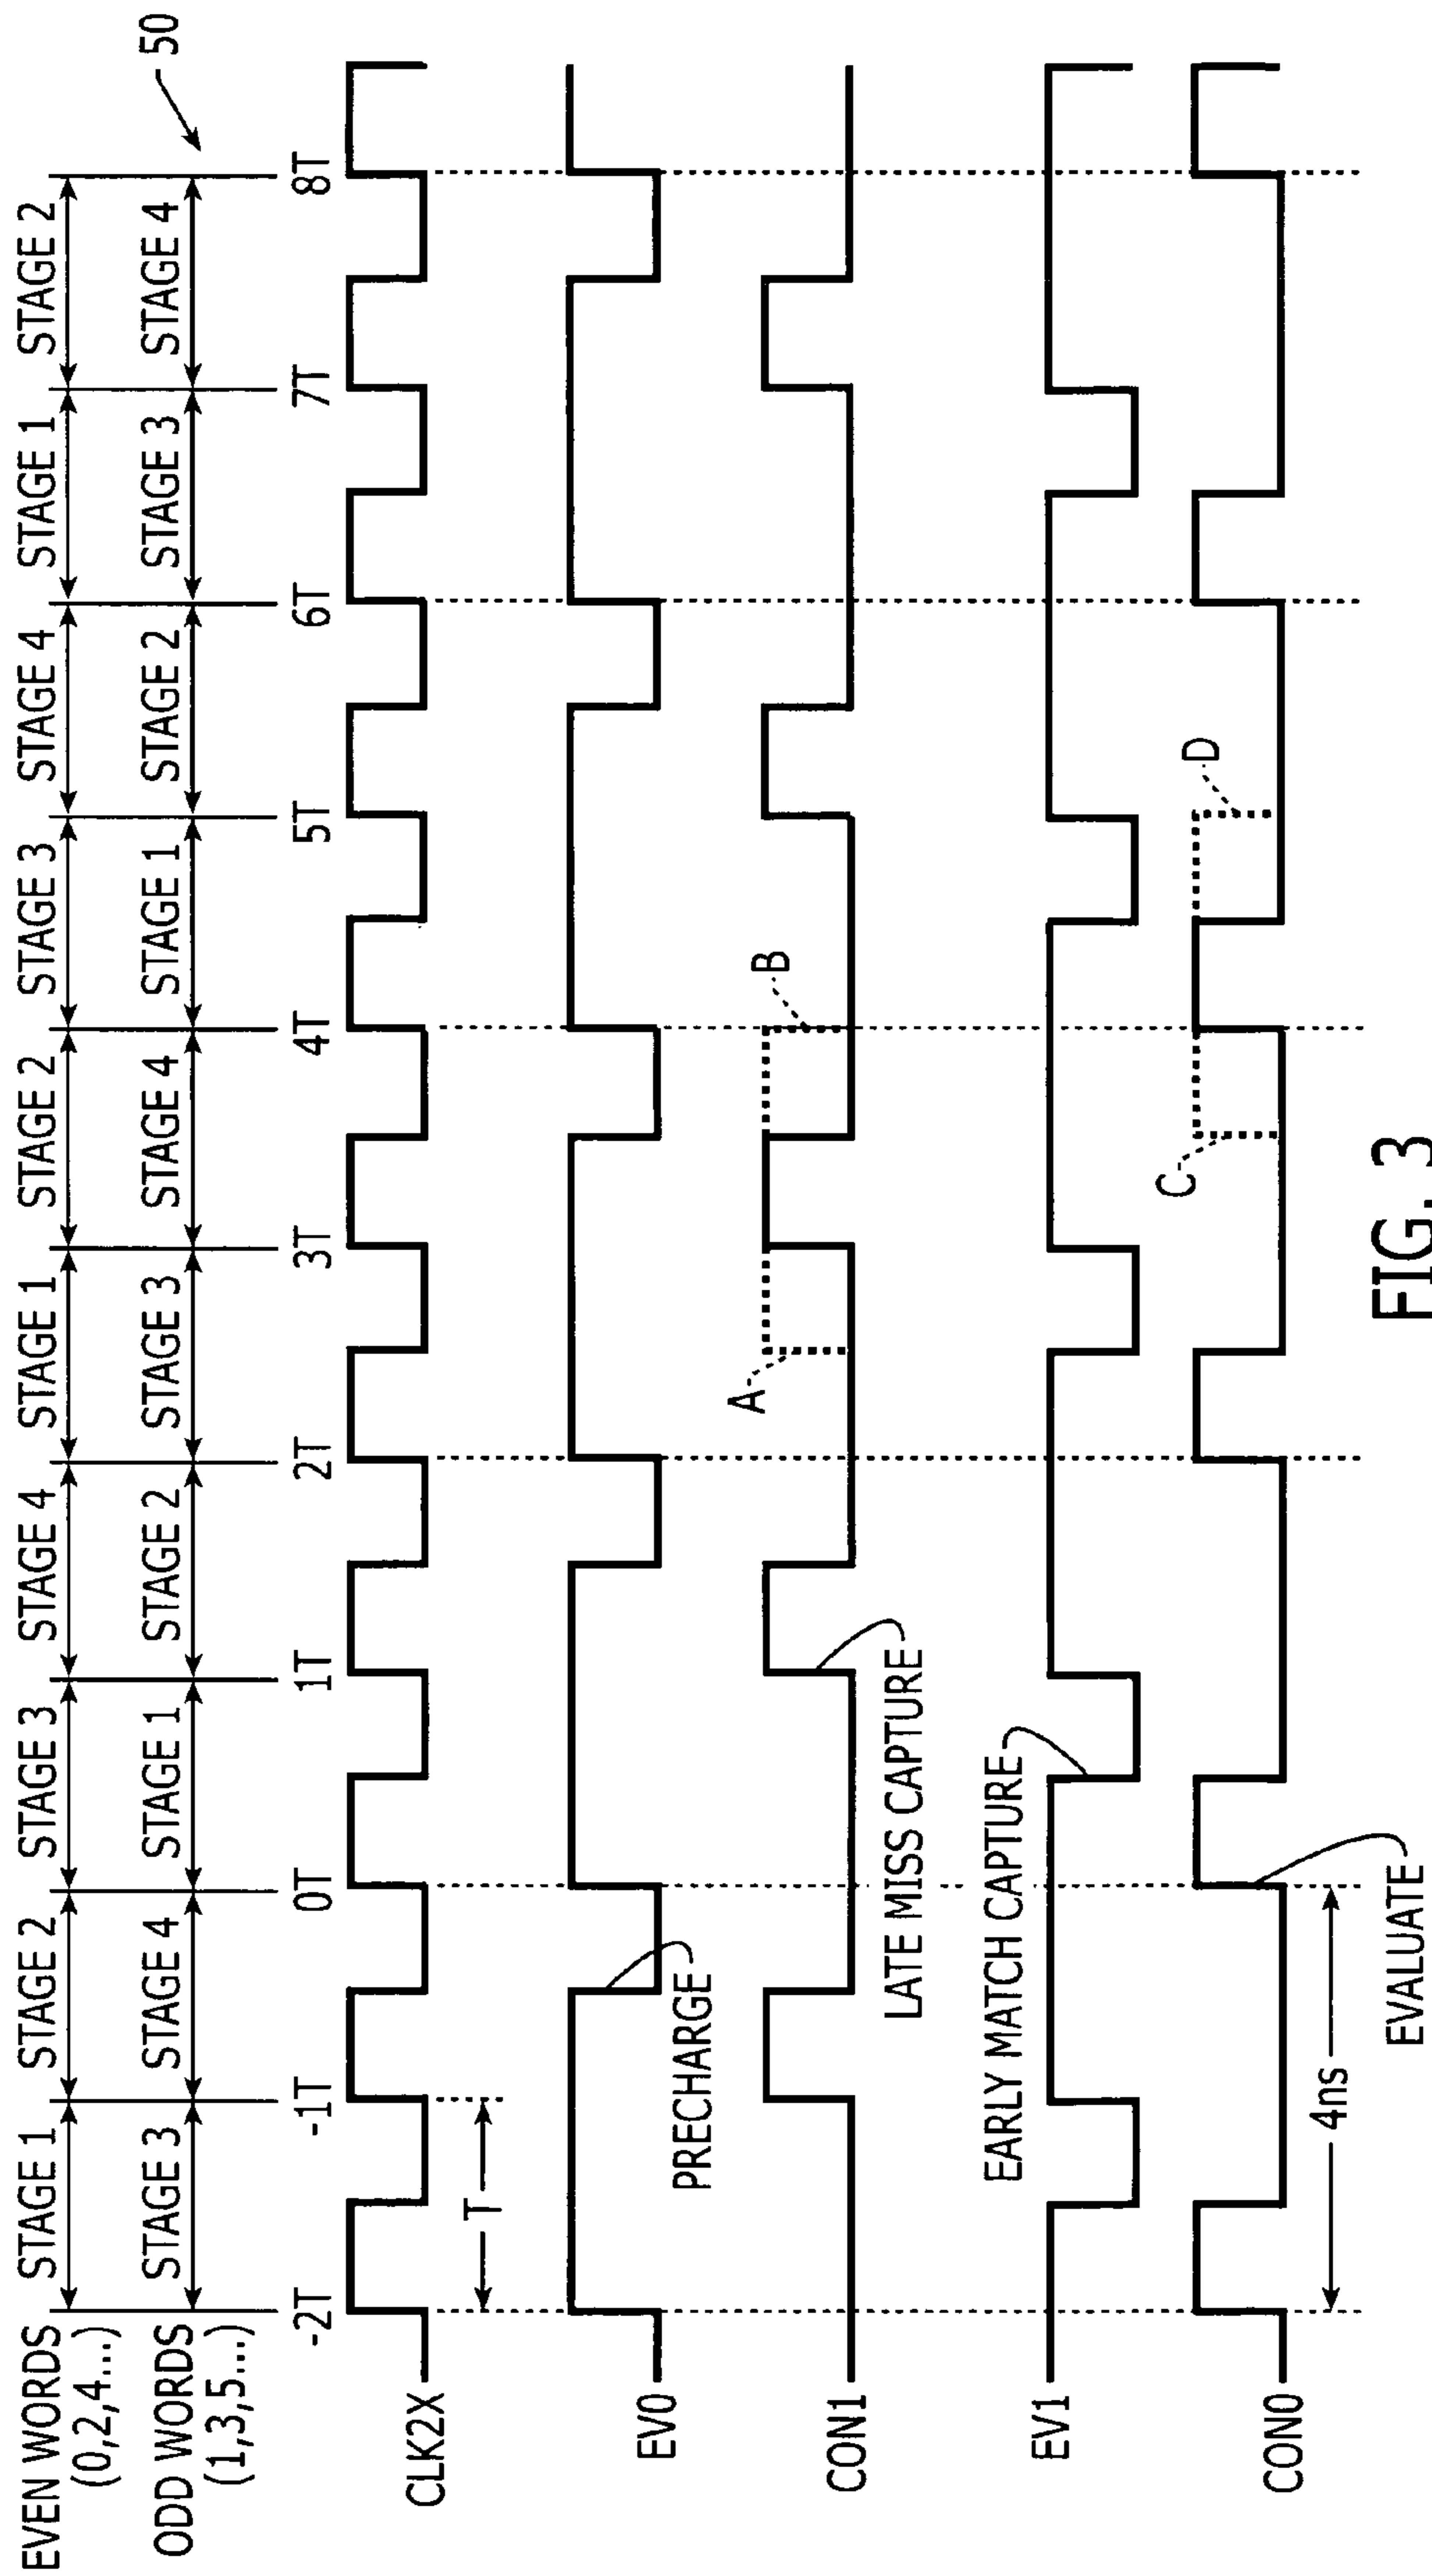 50
EVEN WORDS
(0,2,4...)
STAGE 1 STAGE 2 STAGE 3 STAGE 4 STAGE 1 STAGE 2 STAGE 3 STAGE 4 STAGE 1 STAGE 2
ODD WORDS
(1,3,5...)
STAGE 3 STAGE 4 STAGE 1 STAGE 2 STAGE 3 STAGE 4 STAGE 1 STAGE 2 STAGE 3 STAGE 4
-2T -1T 0T 1T 2T 3T 4T 5T 6T 7T 8T
CLK2X
T
EV0
PRECHARGE
CON1
A
B
LATE MISS CAPTURE
EV1
EARLY MATCH CAPTURE
CON0
C
D
4ns
EVALUATE
FIG. 3